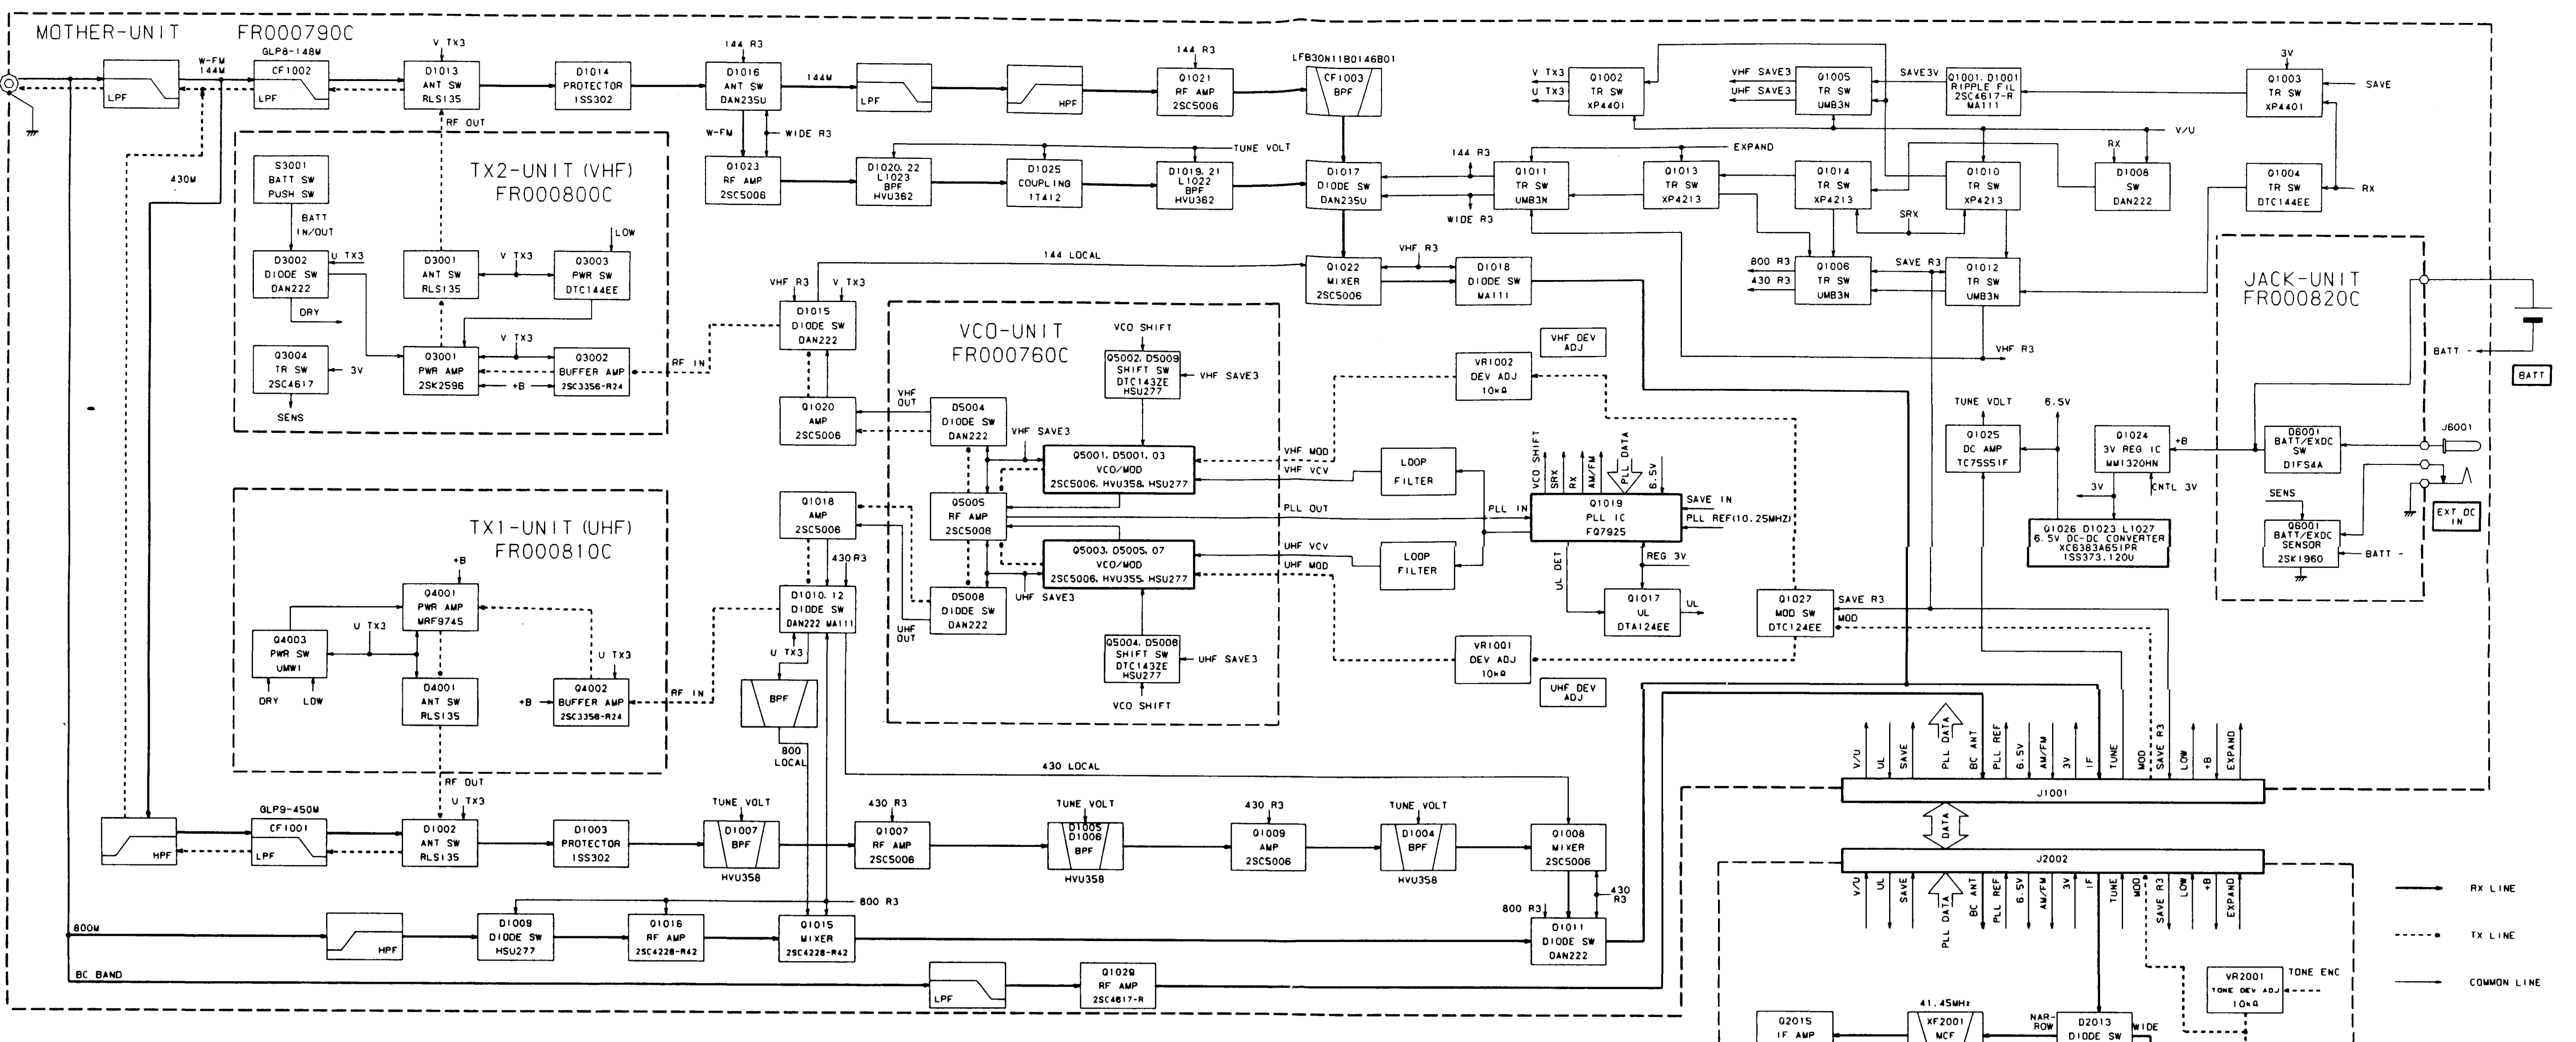 MOTHER-UNIT FR000790C
LPF
W-FM
144M
GLP8-148M
CF1002
LPF
V TX3
D1013
ANT SW
RLS135
D1014
PROTECTOR
1SS302
144 R3
D1016
ANT SW
DAN235U
144M
LPF
HPF
144 R3
Q1021
RF AMP
2SC5006
LFB30N11B0146B01
CF1003
BPF
V TX3
U TX3
Q1002
TR SW
XP4401
VHF SAVE3
UHF SAVE3
Q1005
TR SW
UMB3N
SAVE3V
Q1001. D1001
RIPPLE FIL
2SC4617-R
MA111
3V
Q1003
TR SW
XP4401
SAVE
V/U
RF OUT
430M
TX2-UNIT (VHF)
FR000800C
S3001
BATT SW
PUSH SW
BATT
IN/OUT
D3002
DIODE SW
DAN222
U TX3
DRY
D3001
ANT SW
RLS135
V TX3
LOW
Q3003
PWR SW
DTC144EE
Q3004
TR SW
2SC4617
3V
SENS
Q3001
PWR AMP
2SK2596
V TX3
+B
Q3002
BUFFER AMP
2SC3356-R24
RF IN
W-FM
WIDE R3
Q1023
RF AMP
2SC5006
D1020. 22
L1023
BPF
HVU362
D1025
COUPLING
1T412
TUNE VOLT
D1019. 21
L1022
BPF
HVU362
D1017
DIODE SW
DAN235U
144 R3
WIDE R3
Q1011
TR SW
UMB3N
EXPAND
Q1013
TR SW
XP4213
Q1014
TR SW
XP4213
SRX
Q1010
TR SW
XP4213
RX
D1008
SW
DAN222
Q1004
TR SW
DTC144EE
RX
144 LOCAL
Q1022
MIXER
2SC5006
VHF R3
D1018
DIODE SW
MA111
800 R3
430 R3
Q1006
TR SW
UMB3N
SAVE R3
Q1012
TR SW
UMB3N
VHF R3
JACK-UNIT
FR000820C
BATT -
BATT
D6001
BATT/EXDC
SW
D1FS4A
J6001
SENS
Q6001
BATT/EXDC
SENSOR
2SK1960
BATT -
EXT DC
IN
VHF R3
V TX3
D1015
DIODE SW
DAN222
Q1020
AMP
2SC5006
VHF
OUT
VCO-UNIT
FR000760C
VCO SHIFT
Q5002. D5009
SHIFT SW
DTC143ZE
HSU277
VHF SAVE3
D5004
DIODE SW
DAN222
VHF SAVE3
Q5001. D5001. 03
VCO/MOD
2SC5006. HVU358. HSU277
VHF MOD
VHF VCV
Q5005
RF AMP
2SC5006
PLL OUT
PLL IN
Q5003. D5005. 07
VCO/MOD
2SC5006. HVU355. HSU277
UHF VCV
UHF MOD
UHF SAVE3
D5008
DIODE SW
DAN222
UHF
OUT
Q5004. D5006
SHIFT SW
DTC143ZE
HSU277
UHF SAVE3
VCO SHIFT
LOOP
FILTER
LOOP
FILTER
VR1002
DEV ADJ
10kΩ
VHF DEV
ADJ
VCO SHIFT
SRX
RX
AM/FM
PLL DATA
6.5V
Q1019
PLL IC
FQ7925
SAVE IN
PLL REF(10.25MHZ)
UL DET
REG 3V
Q1017
UL
DTA124EE
UL
Q1027
MOD SW
DTC124EE
SAVE R3
MOD
VR1001
DEV ADJ
10kΩ
UHF DEV
ADJ
TUNE VOLT
Q1025
DC AMP
TC75S51F
6.5V
Q1024
3V REG IC
MM1320HN
+B
3V
CNTL 3V
Q1026 D1023 L1027
6.5V DC-DC CONVERTER
XC6383A651PR
1SS373.120U
TX1-UNIT (UHF)
FR000810C
+B
Q4001
PWR AMP
MRF9745
Q4003
PWR SW
UMW1
U TX3
DRY
LOW
D4001
ANT SW
RLS135
U TX3
+B
Q4002
BUFFER AMP
2SC3356-R24
RF IN
Q1018
AMP
2SC5006
430R3
D1010. 12
DIODE SW
DAN222 MA111
U TX3
BPF
800
LOCAL
430 LOCAL
RF OUT
U TX3
HPF
GLP9-450M
CF1001
LPF
D1002
ANT SW
RLS135
D1003
PROTECTOR
1SS302
TUNE VOLT
D1007
BPF
HVU358
430 R3
Q1007
RF AMP
2SC5006
TUNE VOLT
D1005
D1006
BPF
HVU358
430 R3
Q1009
AMP
2SC5006
TUNE VOLT
D1004
BPF
HVU358
Q1008
MIXER
2SC5006
430
R3
800M
HPF
D1009
DIODE SW
HSU277
Q1016
RF AMP
2SC4228-R42
800 R3
Q1015
MIXER
2SC4228-R42
800 R3
D1011
DIODE SW
DAN222
BC BAND
LPF
Q1029
RF AMP
2SC4617-R
V/U
UL
SAVE
PLL DATA
BC ANT
PLL REF
6.5V
AM/FM
3V
IF
TUNE
MOD
SAVE R3
LOW
+B
EXPAND
J1001
DATA
J2002
V/U
UL
SAVE
PLL DATA
BC ANT
PLL REF
6.5V
AM/FM
3V
IF
TUNE
MOD
SAVE R3
LOW
+B
EXPAND
RX LINE
TX LINE
COMMON LINE
VR2001
TONE DEV ADJ
10kΩ
TONE ENC
Q2015
IF AMP
41.45MHz
XF2001
MCF
NAR-
ROW
D2013
DIODE SW
WIDE